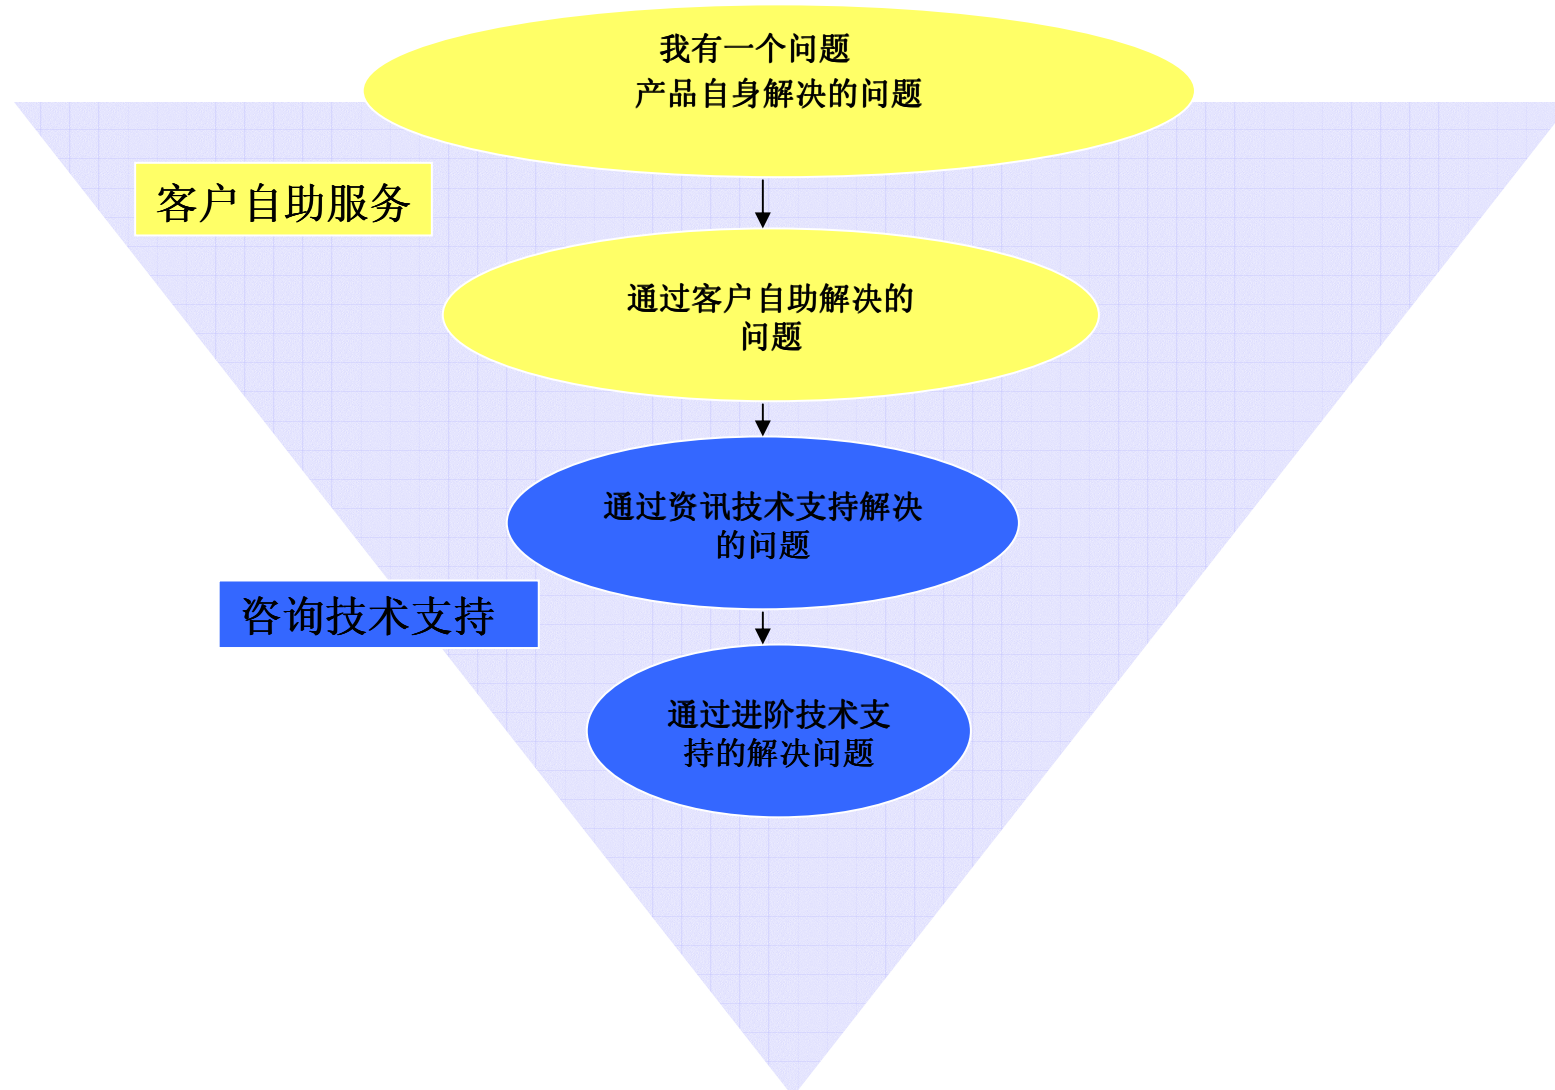 我有一个问题
产品自身解决的问题
客户自助服务
通过客户自助解决的
问题
通过资讯技术支持解决
的问题
咨询技术支持
通过进阶技术支
持的解决问题